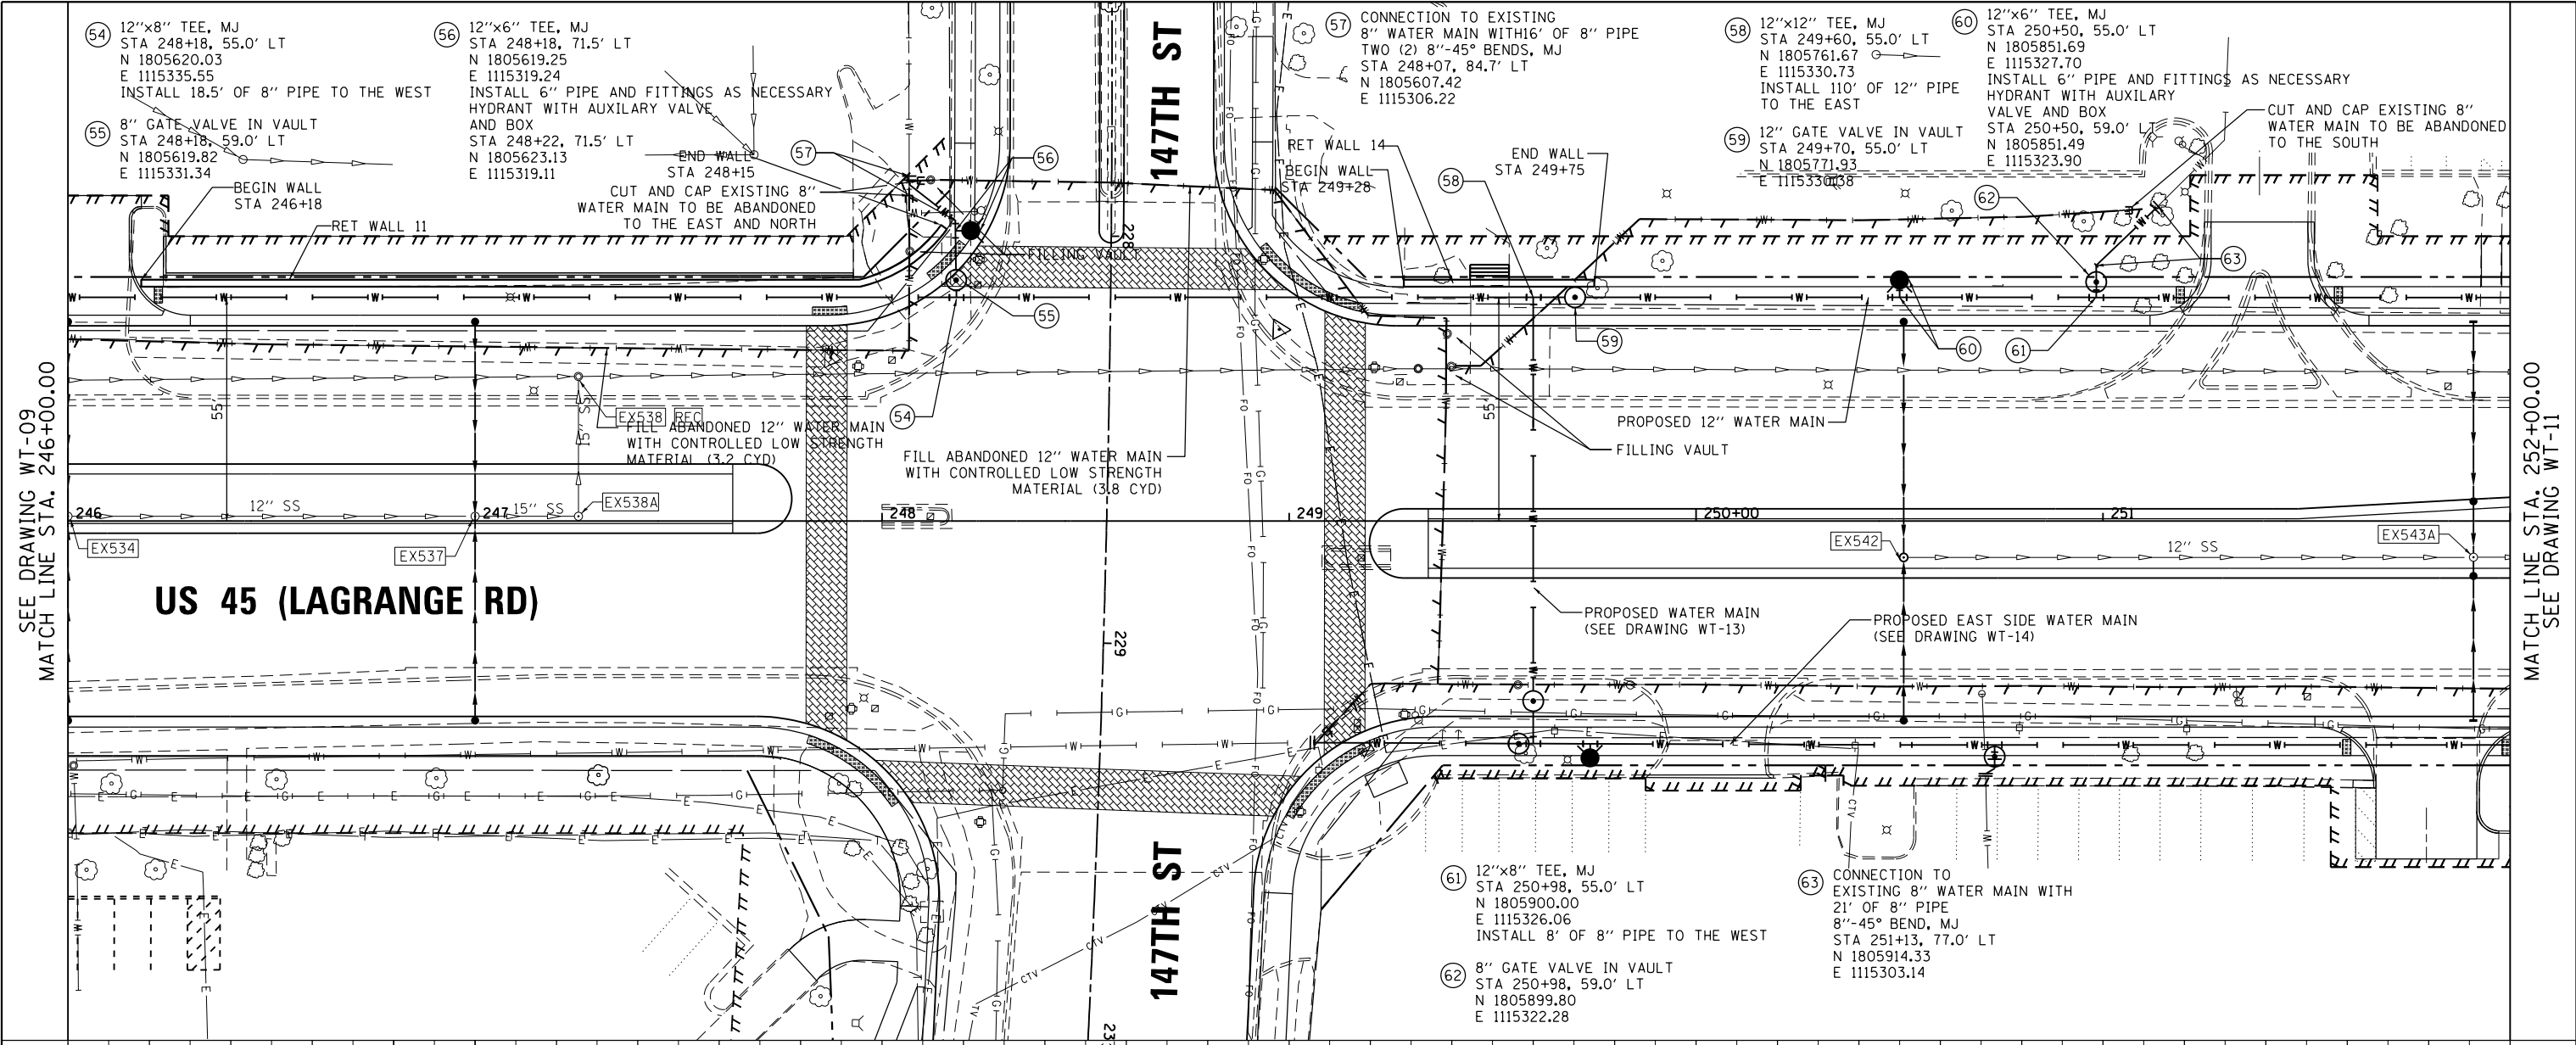 54 12''x8'' TEE, MJ
STA 248+18, 55.0' LT
N 1805620.03
E 1115335.55
INSTALL 18.5' OF 8'' PIPE TO THE WEST
55 8'' GATE VALVE IN VAULT
STA 248+18, 59.0' LT
N 1805619.82
E 1115331.34
BEGIN WALL
STA 246+18
RET WALL 11
56 12''x6'' TEE, MJ
STA 248+18, 71.5' LT
N 1805619.25
E 1115319.24
INSTALL 6'' PIPE AND FITTINGS AS NECESSARY
HYDRANT WITH AUXILARY VALVE
AND BOX
STA 248+22, 71.5' LT
N 1805623.13
E 1115319.11
END WALL
STA 248+15
CUT AND CAP EXISTING 8''
WATER MAIN TO BE ABANDONED
TO THE EAST AND NORTH
57
56
FILLING VAULT
55
54
147TH ST
228
57 CONNECTION TO EXISTING
8'' WATER MAIN WITH16' OF 8'' PIPE
TWO (2) 8''-45° BENDS, MJ
STA 248+07, 84.7' LT
N 1805607.42
E 1115306.22
RET WALL 14
BEGIN WALL
STA 249+28
58
END WALL
STA 249+75
58 12''x12'' TEE, MJ
STA 249+60, 55.0' LT
N 1805761.67
E 1115330.73
INSTALL 110' OF 12'' PIPE
TO THE EAST
59 12'' GATE VALVE IN VAULT
STA 249+70, 55.0' LT
N 1805771.93
E 1115330.38
60 12''x6'' TEE, MJ
STA 250+50, 55.0' LT
N 1805851.69
E 1115327.70
INSTALL 6'' PIPE AND FITTINGS AS NECESSARY
HYDRANT WITH AUXILARY
VALVE AND BOX
STA 250+50, 59.0' LT
N 1805851.49
E 1115323.90
CUT AND CAP EXISTING 8''
WATER MAIN TO BE ABANDONED
TO THE SOUTH
62
63
59
60
61
SEE DRAWING WT-09
MATCH LINE STA. 246+00.00
55'
EX538 REC
15'' SS
FILL ABANDONED 12'' WATER MAIN
WITH CONTROLLED LOW STRENGTH
MATERIAL (3.2 CYD)
FILL ABANDONED 12'' WATER MAIN
WITH CONTROLLED LOW STRENGTH
MATERIAL (3.8 CYD)
55'
PROPOSED 12'' WATER MAIN
FILLING VAULT
MATCH LINE STA. 252+00.00
SEE DRAWING WT-11
246
12'' SS
247
15'' SS
EX538A
248
249
250+00
251
EX534
EX537
EX542
12'' SS
EX543A
US 45 (LAGRANGE RD)
229
PROPOSED WATER MAIN
(SEE DRAWING WT-13)
PROPOSED EAST SIDE WATER MAIN
(SEE DRAWING WT-14)
147TH ST
CTV
61 12''x8'' TEE, MJ
STA 250+98, 55.0' LT
N 1805900.00
E 1115326.06
INSTALL 8' OF 8'' PIPE TO THE WEST
62 8'' GATE VALVE IN VAULT
STA 250+98, 59.0' LT
N 1805899.80
E 1115322.28
63 CONNECTION TO
EXISTING 8'' WATER MAIN WITH
21' OF 8'' PIPE
8''-45° BEND, MJ
STA 251+13, 77.0' LT
N 1805914.33
E 1115303.14